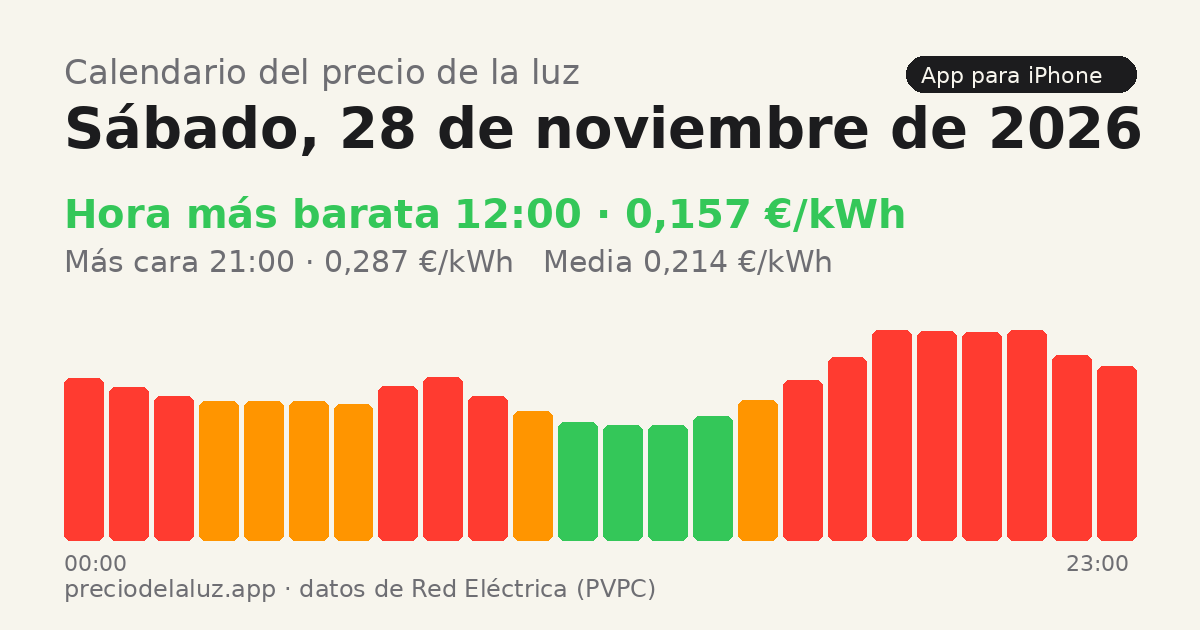 Calendario del precio de la luz
App para iPhone
Sábado, 28 de noviembre de 2026
Hora más barata 12:00 · 0,157 €/kWh
Más cara 21:00 · 0,287 €/kWh   Media 0,214 €/kWh
00:00
23:00
preciodelaluz.app · datos de Red Eléctrica (PVPC)